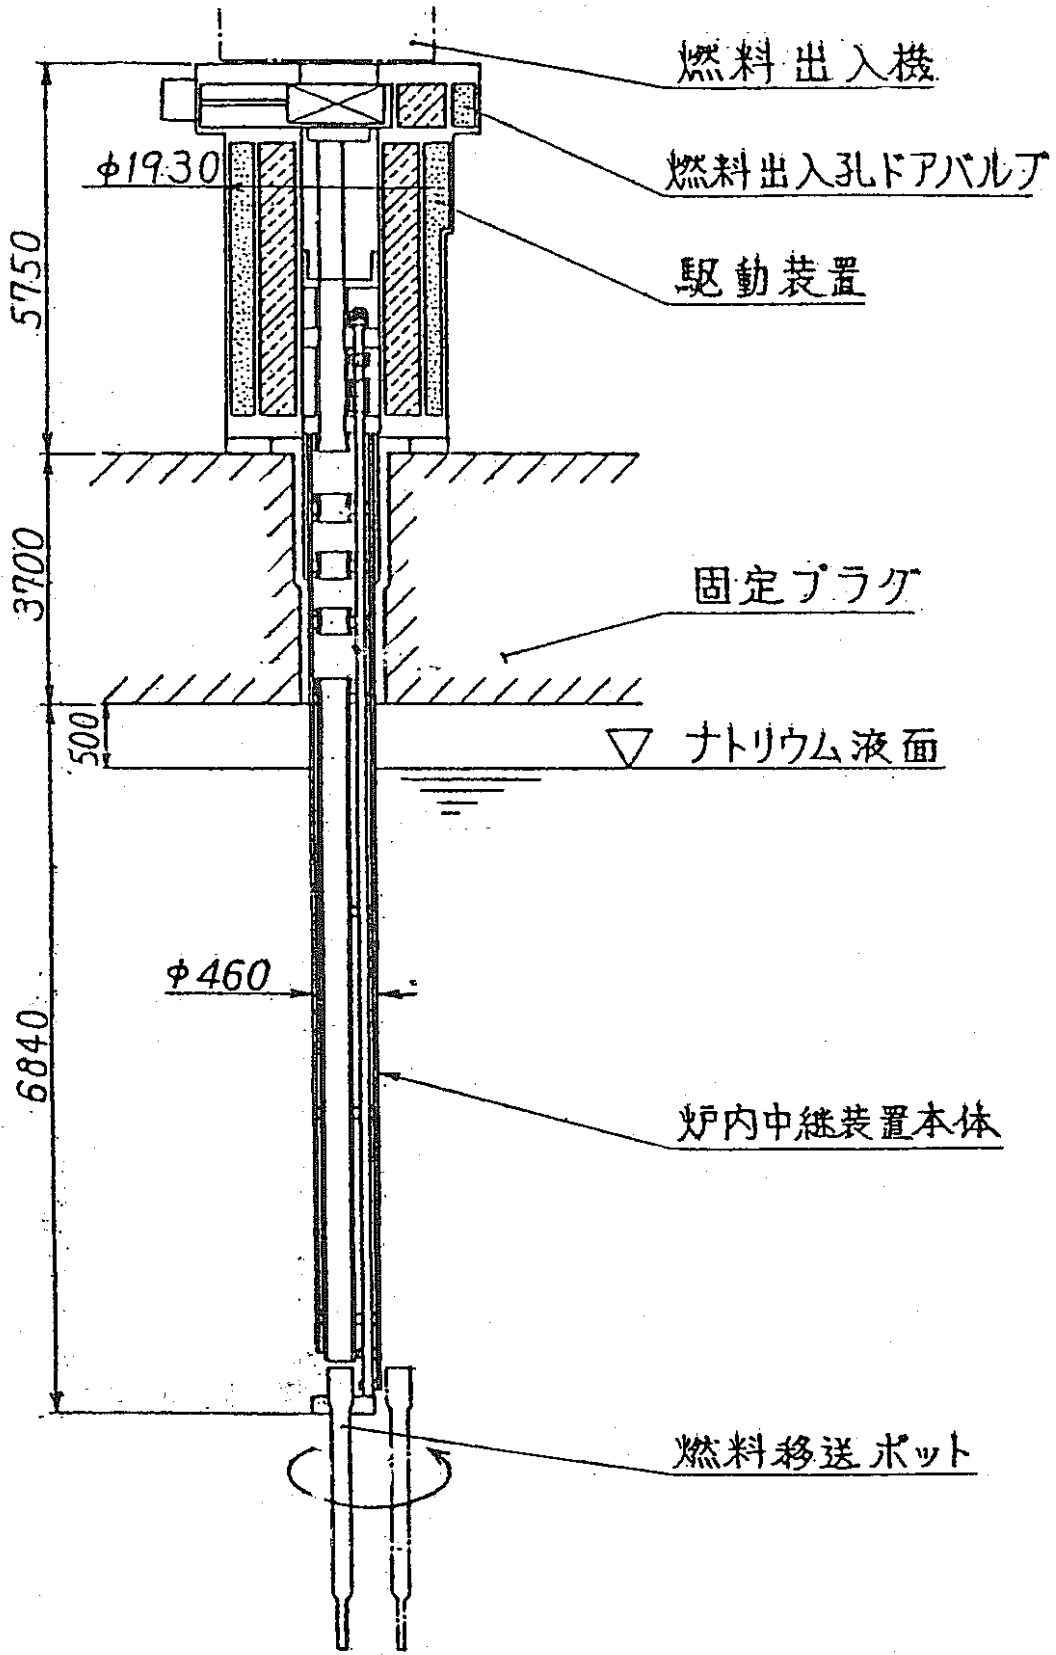 燃料出入機
燃料出入孔ドアバルブ
φ1930
駆動装置
5750
3700
固定プラグ
500
ナトリウム液面
φ460
6840
炉内中継装置本体
燃料移送ポット